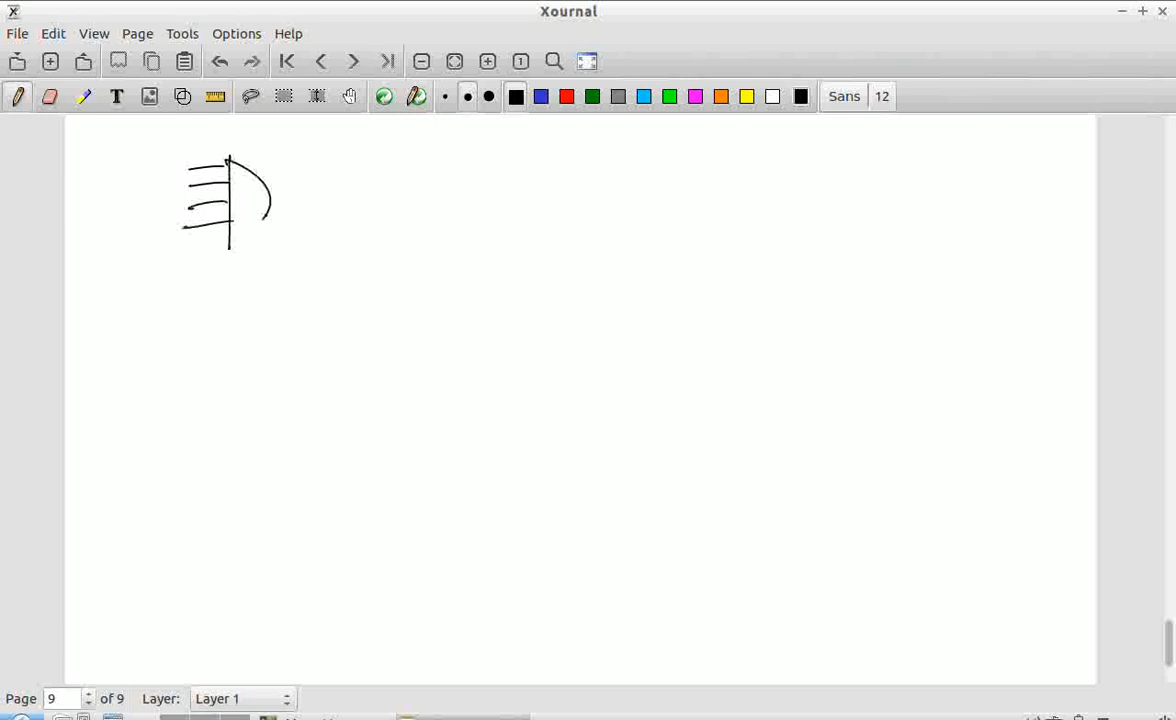 Xournal
File Edit View Page Tools Options Help
Sans 12
Page 9 of 9 Layer: Layer 1